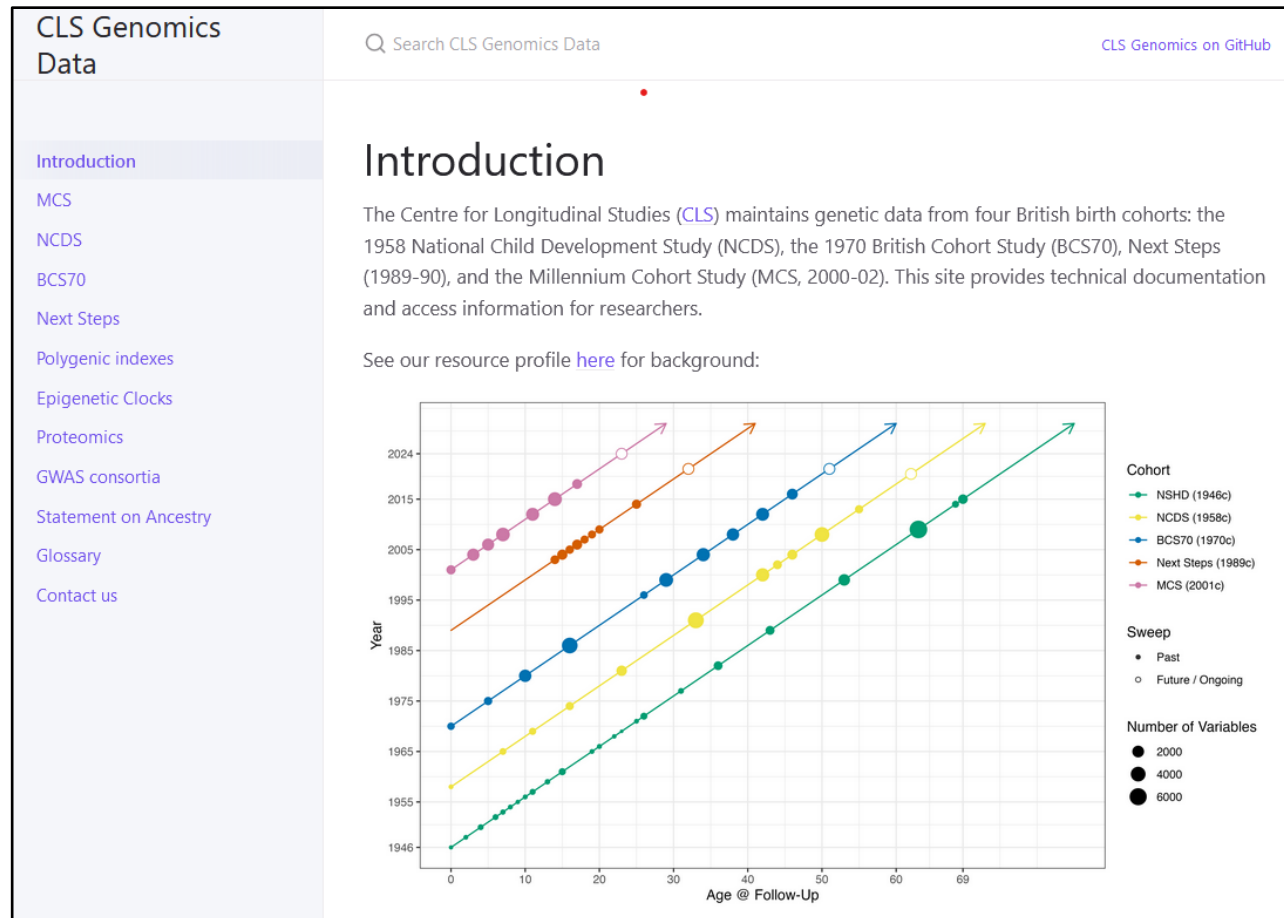 CLS Genomics
Data
Search CLS Genomics Data
CLS Genomics on GitHub
Introduction
MCS
NCDS
BCS70
Next Steps
Polygenic indexes
Epigenetic Clocks
Proteomics
GWAS consortia
Statement on Ancestry
Glossary
Contact us
Introduction
The Centre for Longitudinal Studies (CLS) maintains genetic data from four British birth cohorts: the
1958 National Child Development Study (NCDS), the 1970 British Cohort Study (BCS70), Next Steps
(1989-90), and the Millennium Cohort Study (MCS, 2000-02). This site provides technical documentation
and access information for researchers.
See our resource profile here for background:
Year
2024
2015
2005
1995
1985
1975
1965
1955
1946
0 10 20 30 40 50 60 69
Age @ Follow-Up
Cohort
NSHD (1946c)
NCDS (1958c)
BCS70 (1970c)
Next Steps (1989c)
MCS (2001c)
Sweep
Past
Future / Ongoing
Number of Variables
2000
4000
6000